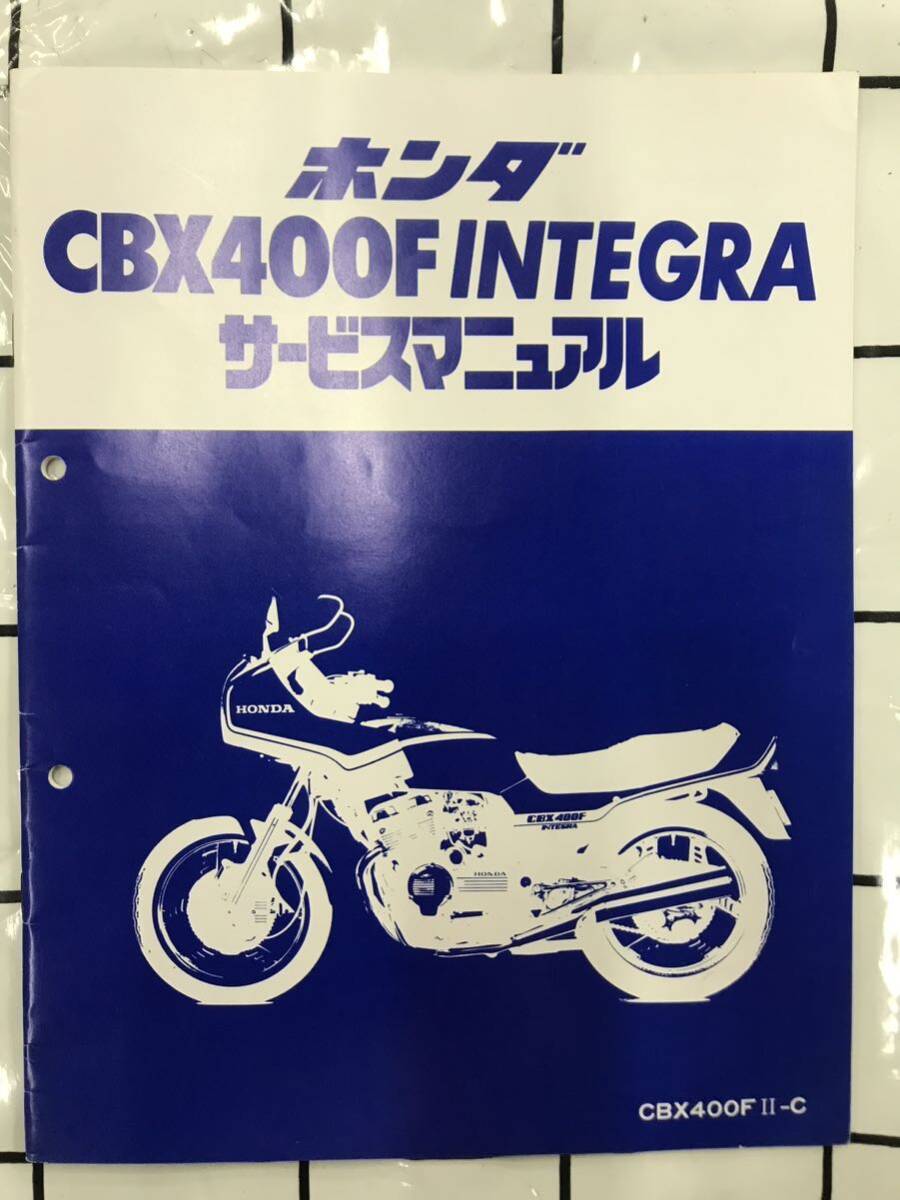 ホンダ
CBX400F INTEGRA
サービスマニュアル
HONDA
CBX400F
INTEGRA
HONDA
CBX400F II-C